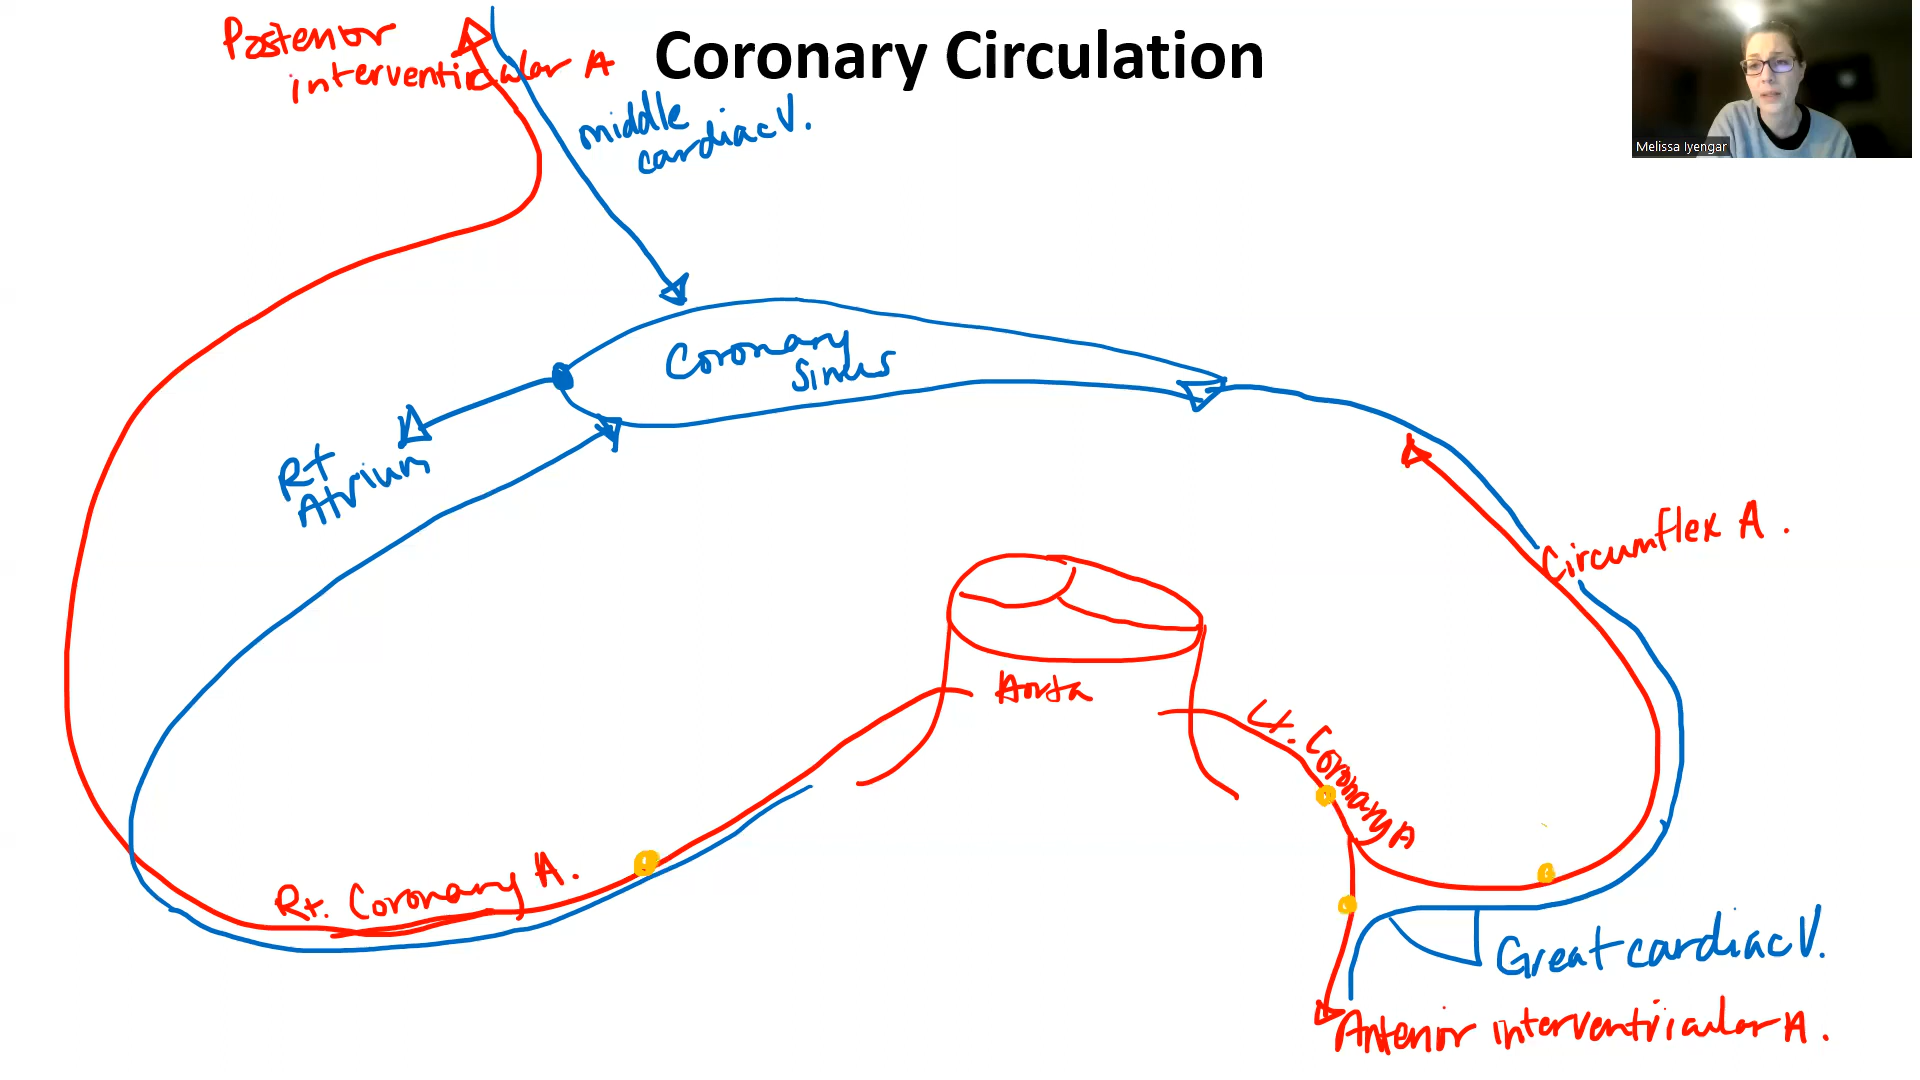 Coronary Circulation
Posterior
interventricular A
middle
cardiac V.
Melissa Iyengar
Coronary
Sinus
Rt
Atrium
Circumflex A.
Aorta
Lt. Coronary A
Rt. Coronary A.
Great cardiac V.
Anterior interventricular A.